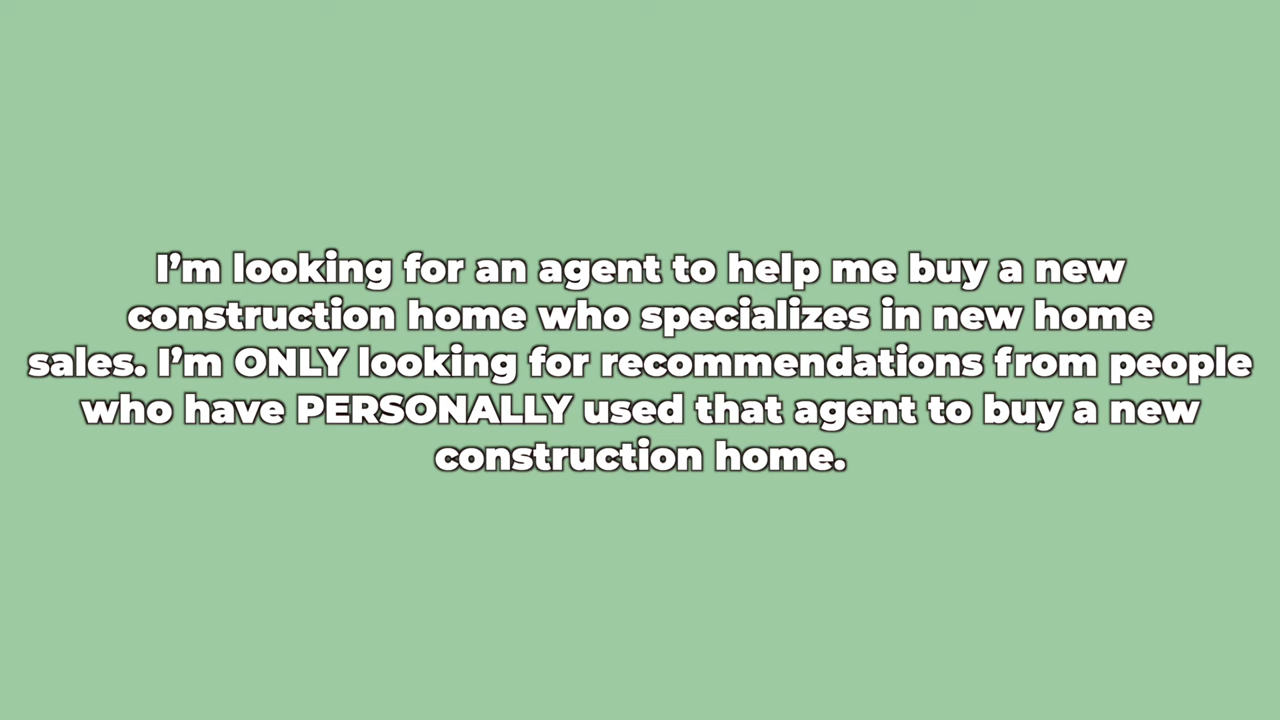 I’m looking for an agent to help me buy a new
construction home who specializes in new home
sales. I’m ONLY looking for recommendations from people
who have PERSONALLY used that agent to buy a new
construction home.